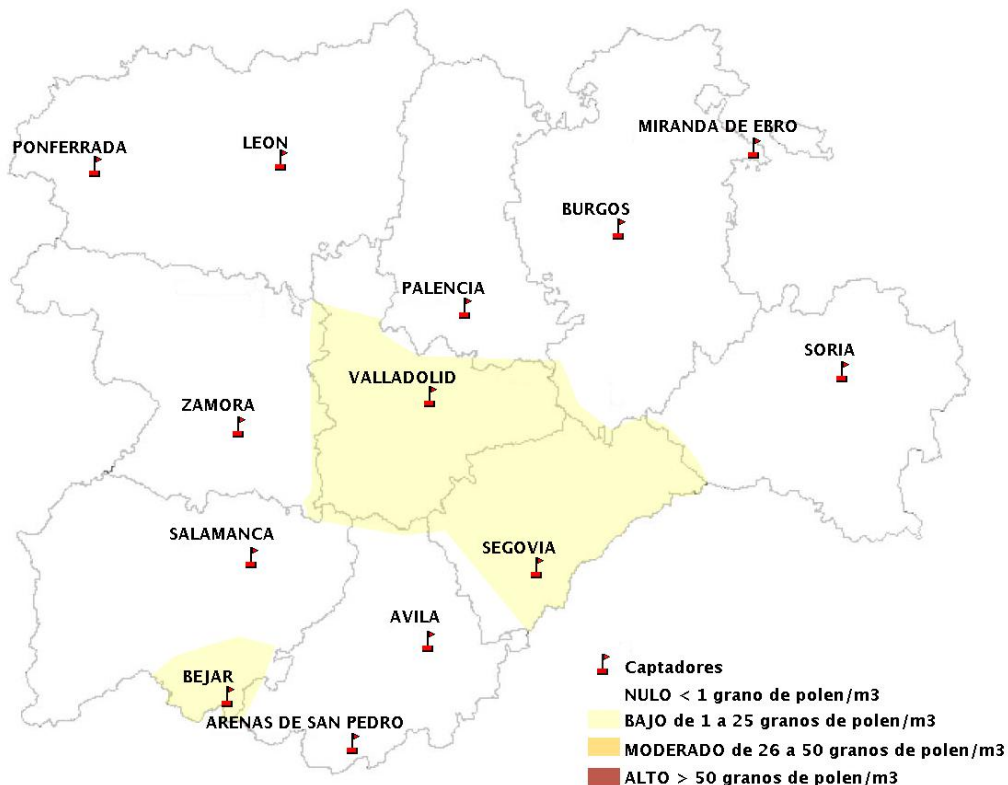 MIRANDA DE EBRO
PONFERRADA
LEON
BURGOS
PALENCIA
SORIA
VALLADOLID
ZAMORA
SALAMANCA
SEGOVIA
AVILA
BEJAR
ARENAS DE SAN PEDRO
Captadores
NULO < 1 grano de polen/m3
BAJO de 1 a 25 granos de polen/m3
MODERADO de 26 a 50 granos de polen/m3
ALTO > 50 granos de polen/m3